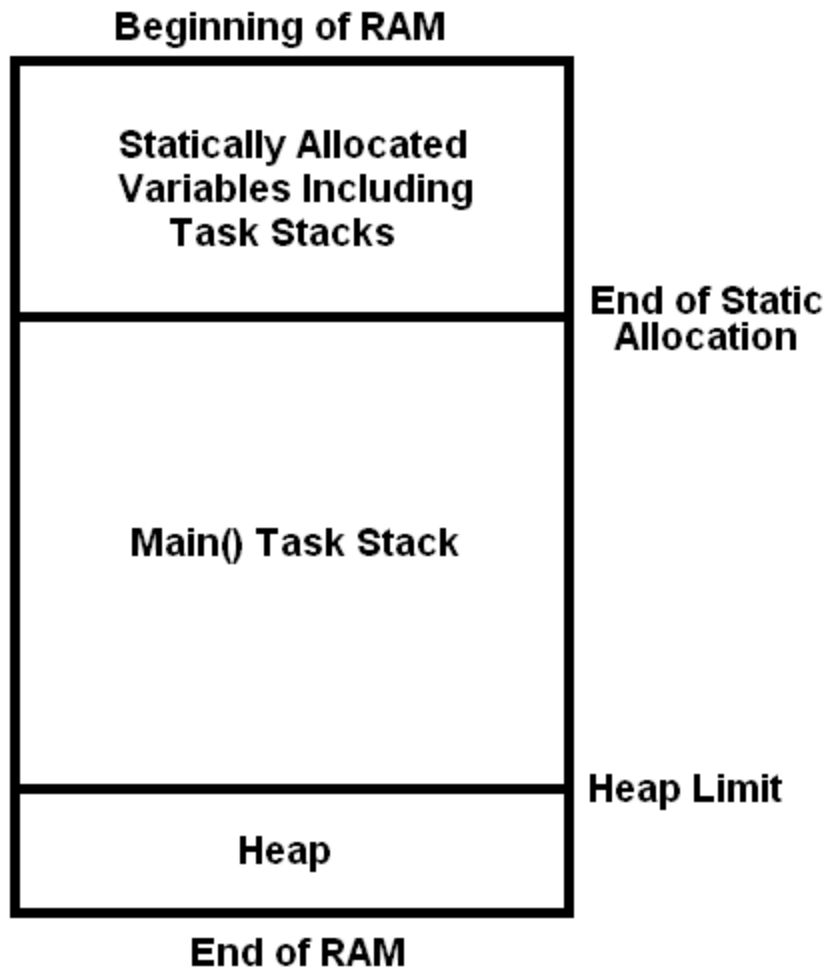 Beginning of RAM
Statically Allocated
Variables Including
Task Stacks
End of Static
Allocation
Main() Task Stack
Heap Limit
Heap
End of RAM